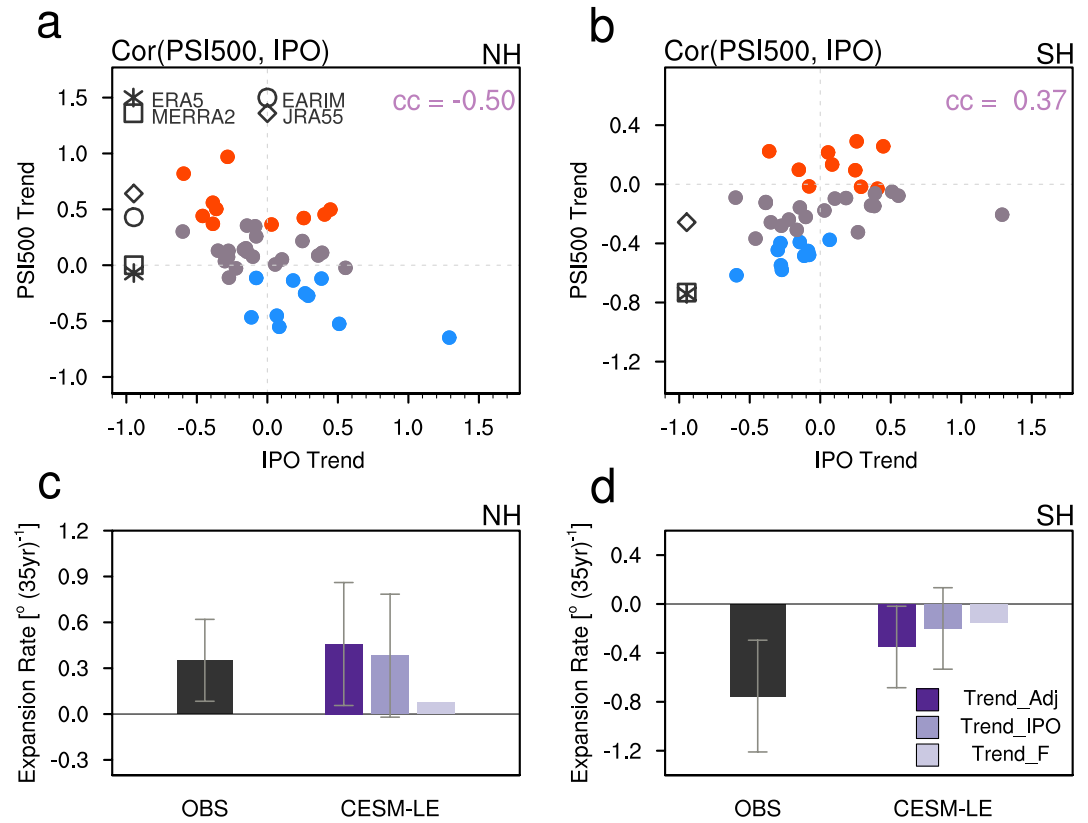 a
Cor(PSI500, IPO) NH
cc = -0.50
ERA5 EARIM
MERRA2 JRA55
PSI500 Trend
1.5
1.0
0.5
0.0
-0.5
-1.0
-1.0 -0.5 0.0 0.5 1.0 1.5
IPO Trend
b
Cor(PSI500, IPO) SH
cc = 0.37
PSI500 Trend
0.4
0.0
-0.4
-0.8
-1.2
-1.0 -0.5 0.0 0.5 1.0 1.5
IPO Trend
c
NH
Expansion Rate [° (35yr)⁻¹]
1.2
0.9
0.6
0.3
0.0
-0.3
OBS CESM-LE
d
SH
Expansion Rate [° (35yr)⁻¹]
0.4
0.0
-0.4
-0.8
-1.2
Trend_Adj
Trend_IPO
Trend_F
OBS CESM-LE